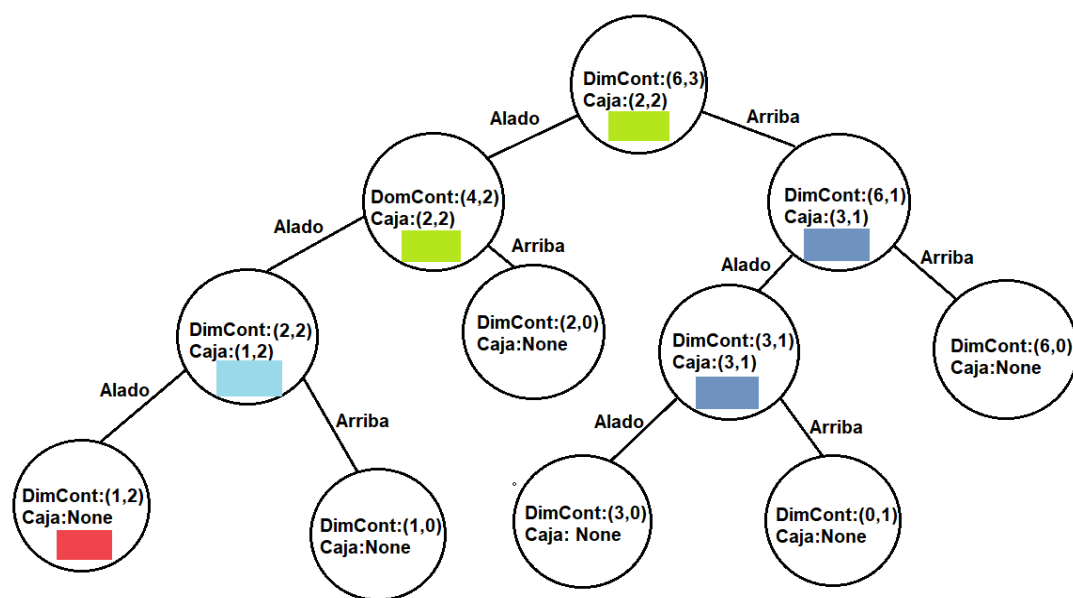 DimCont:(6,3)
Caja:(2,2)
Alado
Arriba
DomCont:(4,2)
Caja:(2,2)
DimCont:(6,1)
Caja:(3,1)
Alado
Arriba
Alado
Arriba
DimCont:(2,2)
Caja:(1,2)
DimCont:(2,0)
Caja:None
DimCont:(3,1)
Caja:(3,1)
DimCont:(6,0)
Caja:None
Alado
Arriba
Alado
Arriba
DimCont:(1,2)
Caja:None
DimCont:(1,0)
Caja:None
DimCont:(3,0)
Caja: None
DimCont:(0,1)
Caja:None